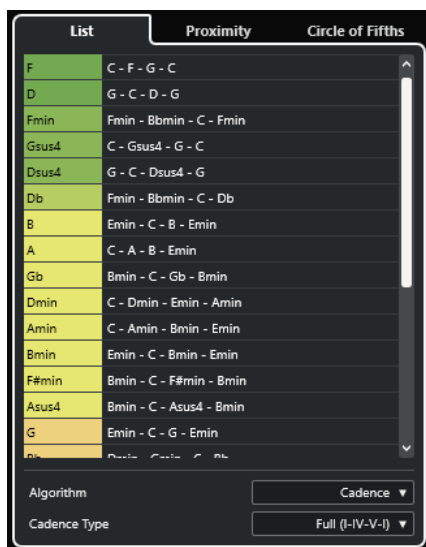 List Proximity Circle of Fifths
F C - F - G - C
D G - C - D - G
Fmin Fmin - Bbmin - C - Fmin
Gsus4 C - Gsus4 - G - C
Dsus4 G - C - Dsus4 - G
Db Fmin - Bbmin - C - Db
B Emin - C - B - Emin
A C - A - B - Emin
Gb Bmin - C - Gb - Bmin
Dmin C - Dmin - Emin - Amin
Amin C - Amin - Bmin - Emin
Bmin Emin - C - Bmin - Emin
F#min Bmin - C - F#min - Bmin
Asus4 Bmin - C - Asus4 - Bmin
G Emin - C - G - Emin
Algorithm Cadence
Cadence Type Full (I-IV-V-I)